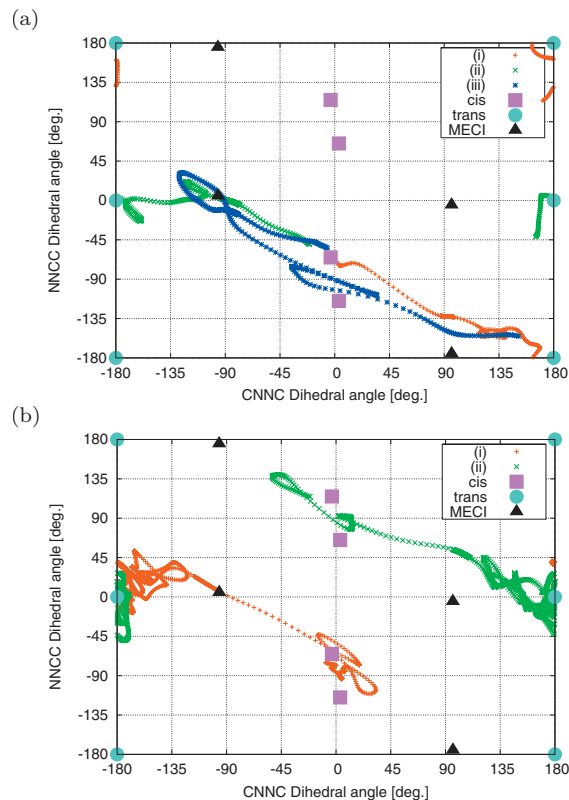 (a)
180
135
90
45
0
-45
-90
-135
-180
NNCC Dihedral angle [deg.]
(i)
(ii)
(iii)
cis
trans
MECI
-180 -135 -90 -45 0 45 90 135 180
CNNC Dihedral angle [deg.]
(b)
180
135
90
45
0
-45
-90
-135
-180
NNCC Dihedral angle [deg.]
(i)
(ii)
cis
trans
MECI
-180 -135 -90 -45 0 45 90 135 180
CNNC Dihedral angle [deg.]